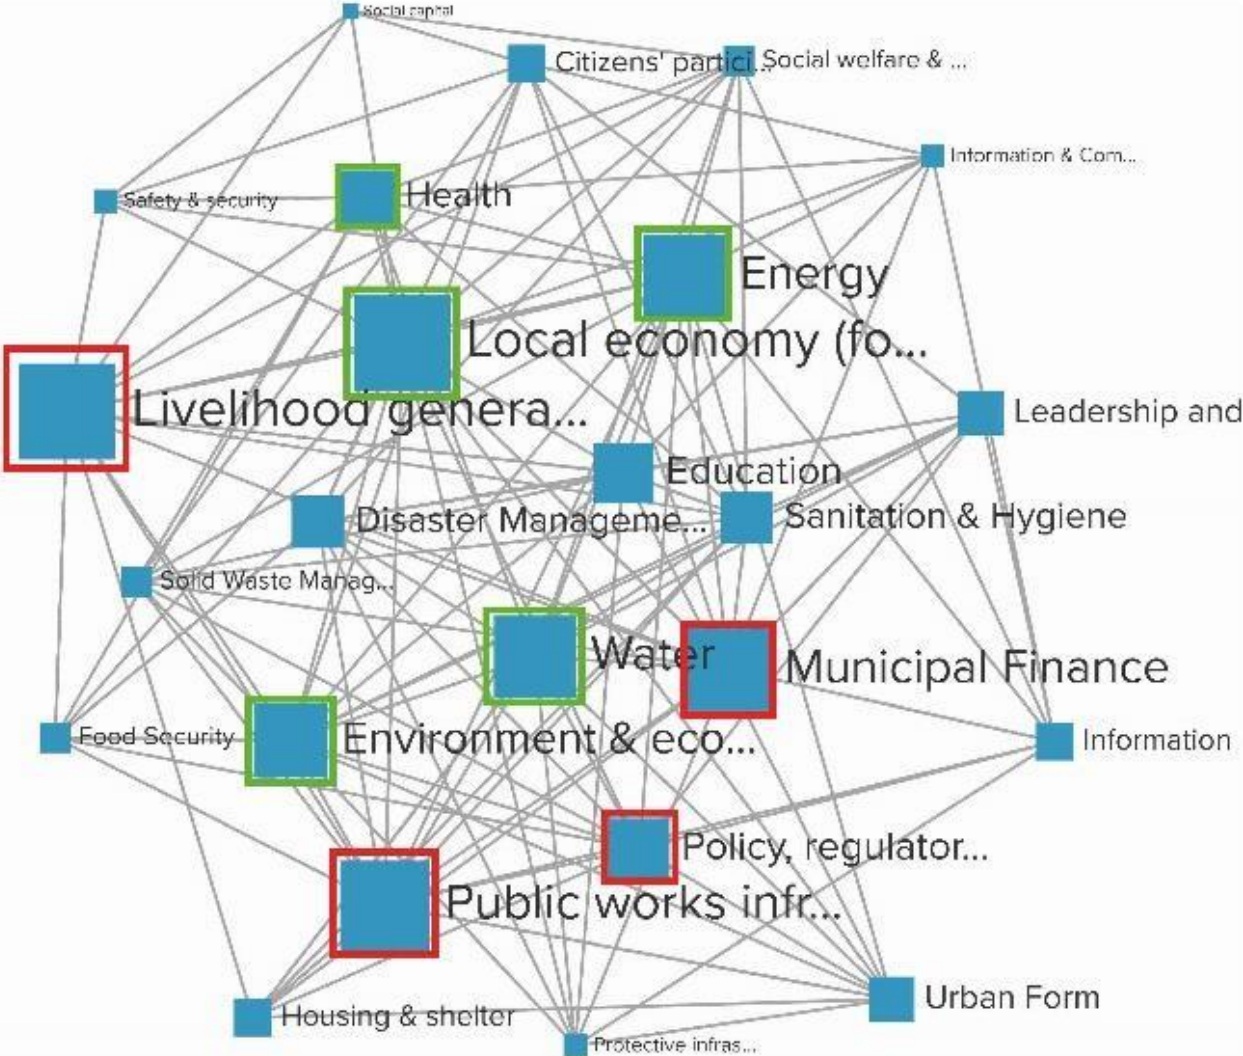 Social capital
Citizens' partici...
Social welfare & ...
Information & Com...
Health
Safety & security
Energy
Local economy (fo...
Livelihood genera...
Leadership and
Education
Sanitation & Hygiene
Disaster Manageme...
Solid Waste Manag...
Water
Municipal Finance
Food Security
Environment & eco...
Information
Policy, regulator...
Public works infr...
Urban Form
Housing & shelter
Protective infras...